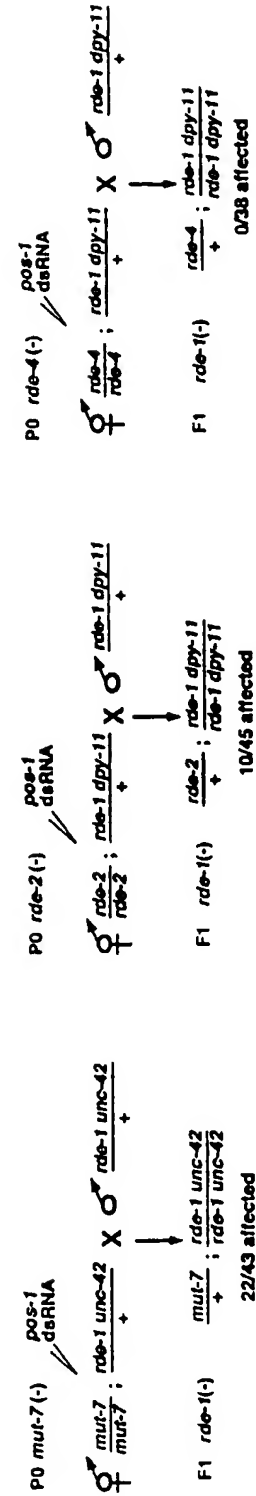 P0 mut-7(-)
pos-1
dsRNA
mut-7
mut-7
;
rde-1 unc-42
+
X
rde-1 unc-42
+
F1 rde-1(-)
mut-7
+
;
rde-1 unc-42
rde-1 unc-42
22/43 affected
P0 rde-2(-)
pos-1
dsRNA
rde-2
rde-2
;
rde-1 dpy-11
+
X
rde-1 dpy-11
+
F1 rde-1(-)
rde-2
+
;
rde-1 dpy-11
rde-1 dpy-11
10/45 affected
P0 rde-4(-)
pos-1
dsRNA
rde-4
rde-4
;
rde-1 dpy-11
+
X
rde-1 dpy-11
+
F1 rde-1(-)
rde-4
+
;
rde-1 dpy-11
rde-1 dpy-11
0/38 affected